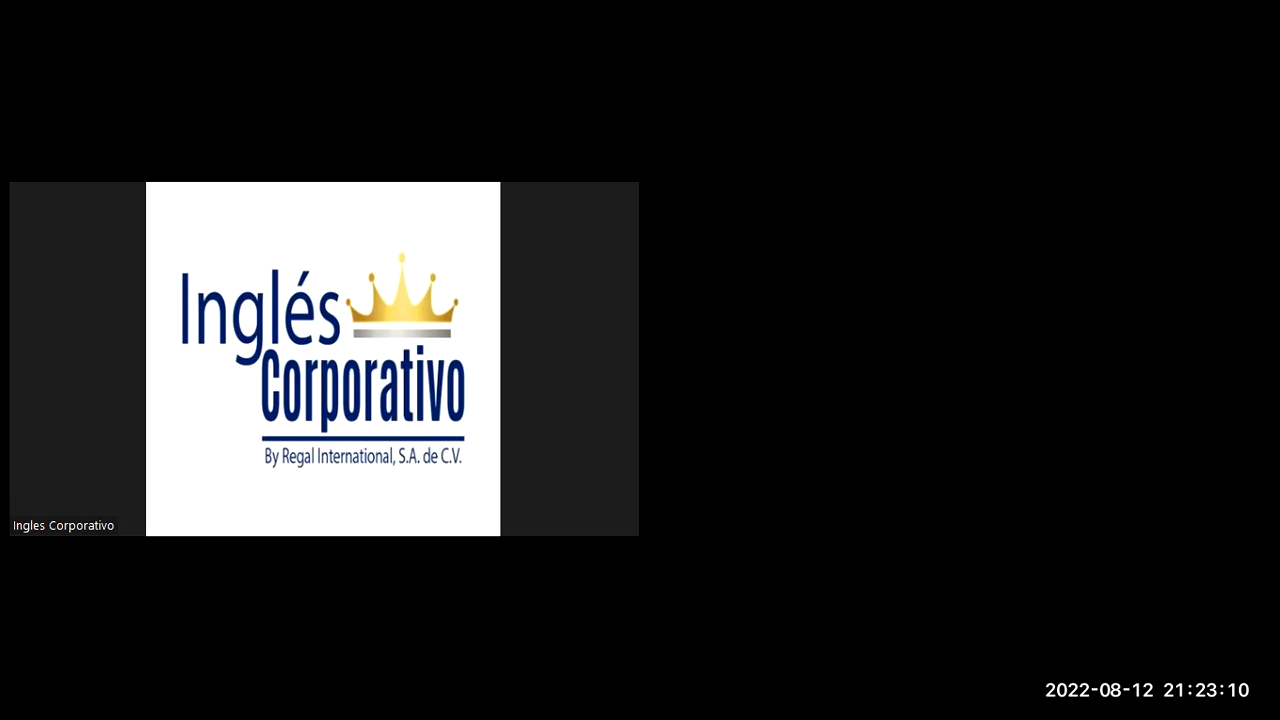 Inglés
Corporativo
By Regal International, S.A. de C.V.
Ingles Corporativo
2022-08-12 21:23:10